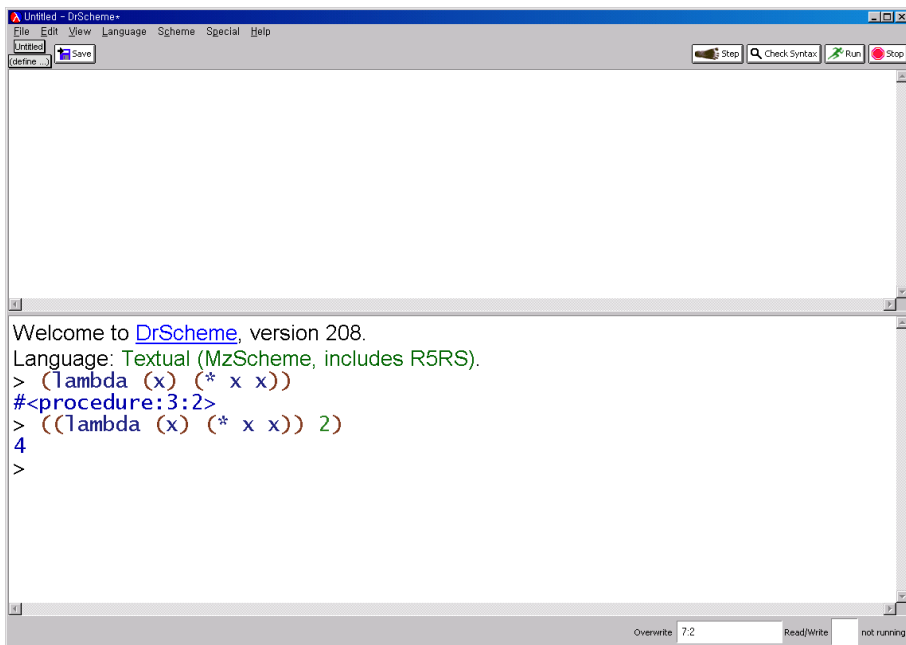 Untitled - DrScheme*
File Edit View Language Scheme Special Help
Untitled
(define ...)
Save
Step Check Syntax Run Stop
Welcome to DrScheme, version 208.
Language: Textual (MzScheme, includes R5RS).
> (lambda (x) (* x x))
#<procedure:3:2>
> ((lambda (x) (* x x)) 2)
4
>
Overwrite 7:2 Read/Write not running